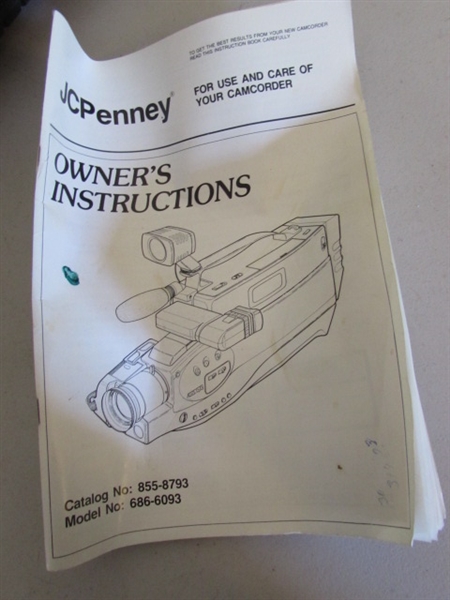 TO GET THE BEST RESULTS FROM YOUR NEW CAMCORDER
READ THIS INSTRUCTION BOOK CAREFULLY
JCPenney®
FOR USE AND CARE OF
YOUR CAMCORDER
OWNER'S
INSTRUCTIONS
Catalog No: 855-8793
Model No: 686-6093